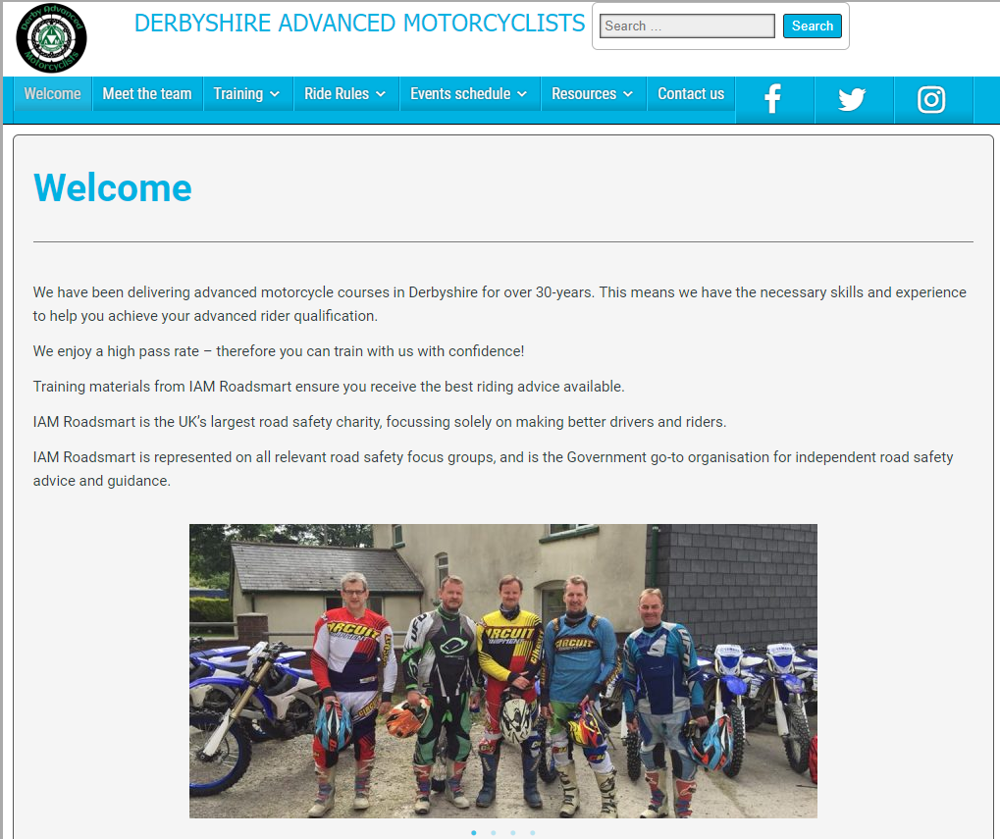 Derby Advanced
Motorcyclists
DERBYSHIRE ADVANCED MOTORCYCLISTS
Search …
Search
Welcome
Meet the team
Training
Ride Rules
Events schedule
Resources
Contact us
Welcome
We have been delivering advanced motorcycle courses in Derbyshire for over 30-years. This means we have the necessary skills and experience
to help you achieve your advanced rider qualification.
We enjoy a high pass rate – therefore you can train with us with confidence!
Training materials from IAM Roadsmart ensure you receive the best riding advice available.
IAM Roadsmart is the UK’s largest road safety charity, focussing solely on making better drivers and riders.
IAM Roadsmart is represented on all relevant road safety focus groups, and is the Government go-to organisation for independent road safety
advice and guidance.
CIRCUIT
UFO
CIRCUIT
CIRCUIT